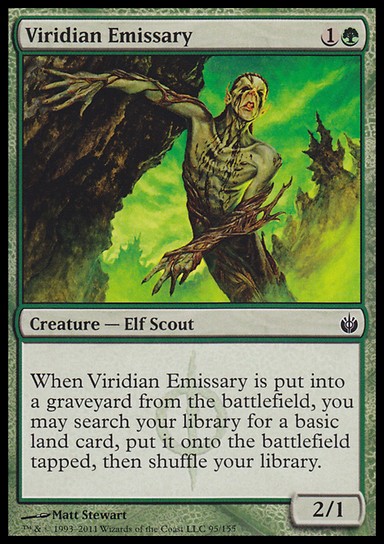 Viridian Emissary 1
Creature — Elf Scout
When Viridian Emissary is put into
a graveyard from the battlefield, you
may search your library for a basic
land card, put it onto the battlefield
tapped, then shuffle your library.
Matt Stewart
™ & © 1993-2011 Wizards of the Coast LLC 95/155
2/1